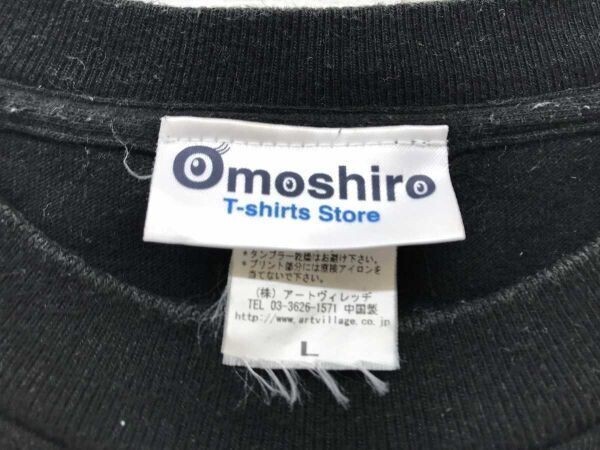 Omoshiro
T-shirts Store
*タンブラー乾燥はお避け下さい。
*プリント部分には直接アイロンを
当てないで下さい。
(株) アートヴィレッヂ
TEL 03-3626-1571 中国製
http://www.artvillage.co.jp
L